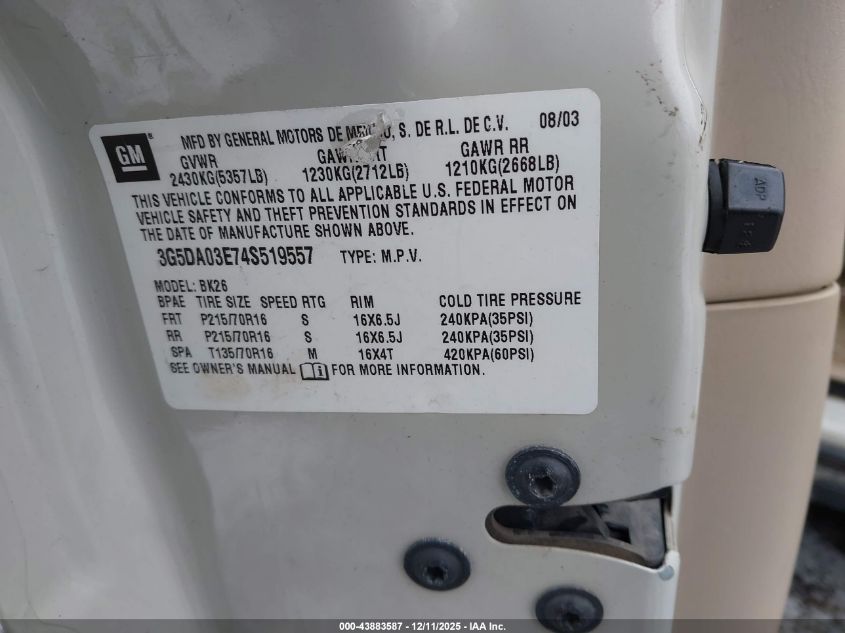 GM
MFD BY GENERAL MOTORS DE S. DE R.L. DE C.V. 08/03
GVWR GAWR GAWR RR
2430KG(5357LB) 1230KG(2712LB) 1210KG(2668LB)
THIS VEHICLE CONFORMS TO ALL APPLICABLE U.S. FEDERAL MOTOR
VEHICLE SAFETY AND THEFT PREVENTION STANDARDS IN EFFECT ON
THE DATE OF MANUFACTURE SHOWN ABOVE.
3G5DA03E74S519557 TYPE: M.P.V.
MODEL: BK26
BPAE TIRE SIZE SPEED RTG RIM COLD TIRE PRESSURE
FRT P215/70R16 S 16X6.5J 240KPA(35PSI)
RR P215/70R16 S 16X6.5J 240KPA(35PSI)
SPA T135/70R16 M 16X4T 420KPA(60PSI)
SEE OWNER'S MANUAL FOR MORE INFORMATION.
ADP
000-43883587 - 12/11/2025 - IAA Inc.